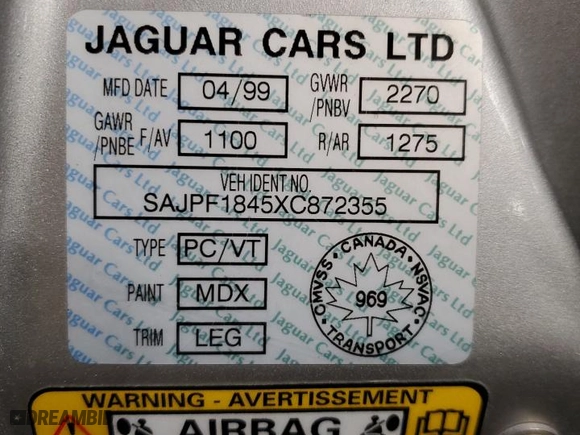 JAGUAR CARS LTD
MFD DATE 04/99 GVWR /PNBV 2270
GAWR /PNBE F/AV 1100 R/AR 1275
VEH IDENT NO.
SAJPF1845XC872355
TYPE PC/VT
PAINT MDX
TRIM LEG
CMVSS · CANADA · NSVAC
969
TRANSPORT
WARNING - AVERTISSEMENT
AIRBAG
DREAMBID